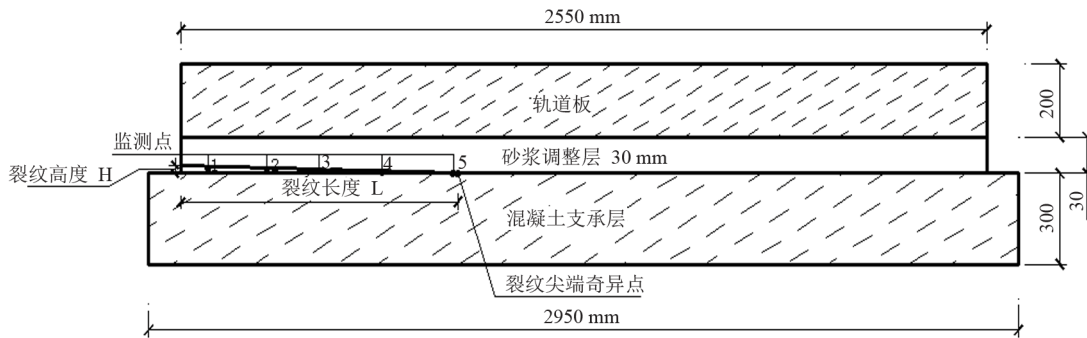 2550 mm
轨道板
200
监测点
砂浆调整层 30 mm
1
2
3
4
5
裂纹高度 H
裂纹长度 L
30
混凝土支承层
300
裂纹尖端奇异点
2950 mm